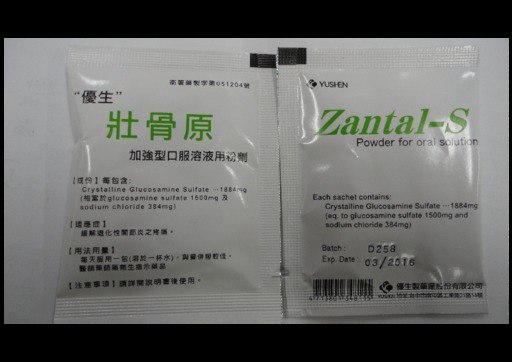 衛署藥製字第051204號
“優生”
壯骨原
加強型口服溶液用粉劑
【成份】每包含:
Crystalline Glucosamine Sulfate ···1884mg
(相當於glucosamine sulfate 1500mg 及
sodium chloride 384mg)
【適應症】
緩解退化性關節炎之疼痛。
【用法用量】
每天服用一包(溶於一杯水)，與餐併服較佳，
醫師藥師藥劑生指示藥品
【注意事項】請詳閱說明書後使用。
YUSHEN
Zantal-S
Powder for oral solution
Each sachet contains:
Crystalline Glucosamine Sulfate ···1884mg
(eq. to glucosamine sulfate 1500mg and
sodium chloride 384mg)
Batch : D258
Exp. Date : 03/2016
優生製藥廠股份有限公司